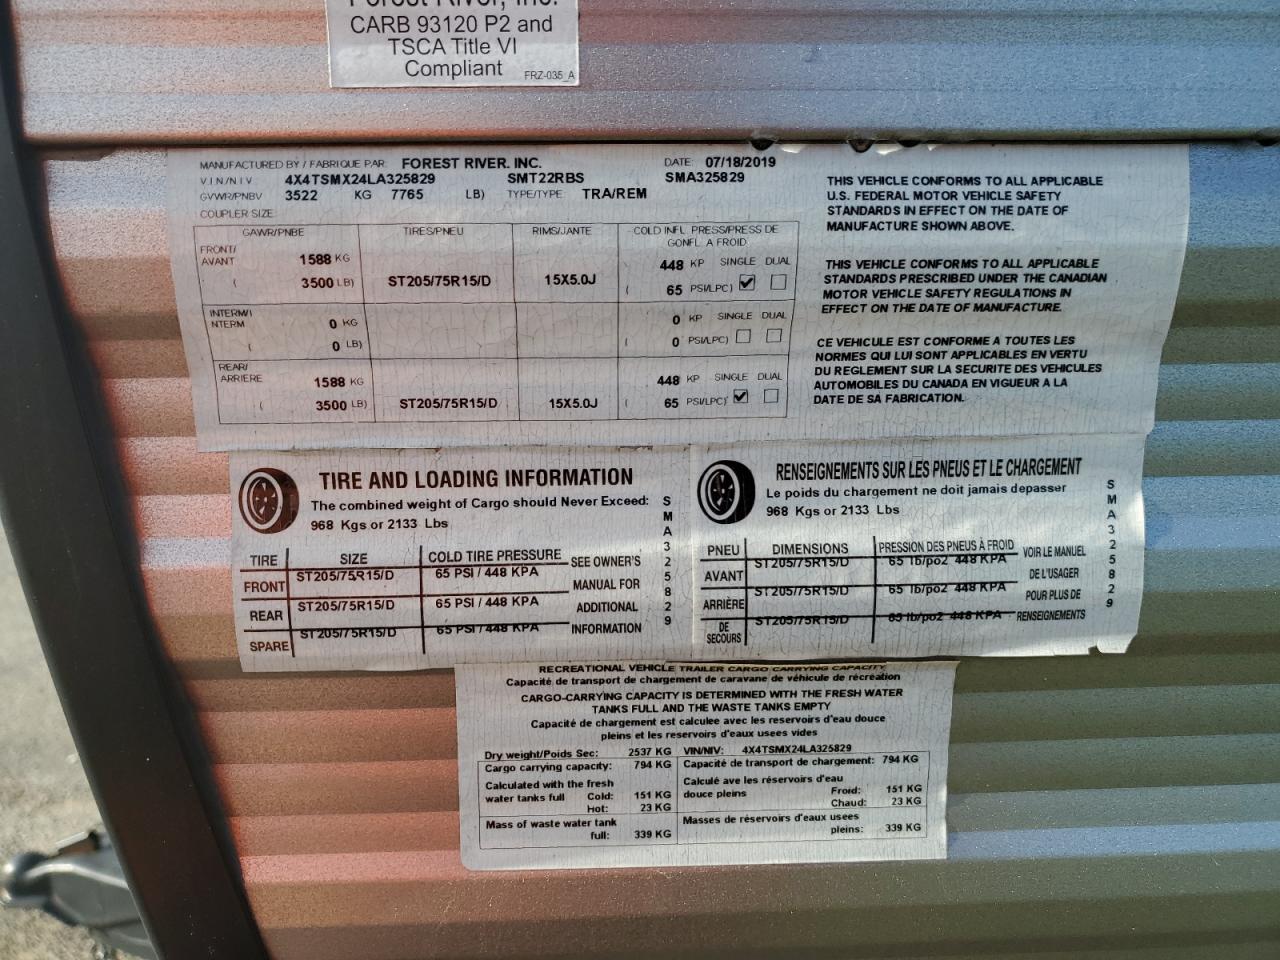 Forest River, Inc.
CARB 93120 P2 and
TSCA Title VI
Compliant
FRZ-035_A
MANUFACTURED BY / FABRIQUE PAR: FOREST RIVER. INC. DATE: 07/18/2019
V I N / N I V 4X4TSMX24LA325829 SMT22RBS SMA325829
GVWR/PNBV 3522 KG 7765 LB) TYPE/TYPE: TRA/REM
COUPLER SIZE:
GAWR/PNBE TIRES/PNEU RIMS/JANTE COLD INFL. PRESS/PRESS DE
GONFL. A FROID
FRONT/
AVANT 1588 KG 448 KP SINGLE DUAL
( 3500 LB) ST205/75R15/D 15X5.0J ( 65 PSI/LPC)
INTERM/I
NTERM 0 KG 0 KP SINGLE DUAL
( 0 LB) ( 0 PSI/LPC)
REAR/
ARRIERE 1588 KG 448 KP SINGLE DUAL
( 3500 LB) ST205/75R15/D 15X5.0J ( 65 PSI/LPC)
THIS VEHICLE CONFORMS TO ALL APPLICABLE
U.S. FEDERAL MOTOR VEHICLE SAFETY
STANDARDS IN EFFECT ON THE DATE OF
MANUFACTURE SHOWN ABOVE.
THIS VEHICLE CONFORMS TO ALL APPLICABLE
STANDARDS PRESCRIBED UNDER THE CANADIAN
MOTOR VEHICLE SAFETY REGULATIONS IN
EFFECT ON THE DATE OF MANUFACTURE.
CE VEHICULE EST CONFORME A TOUTES LES
NORMES QUI LUI SONT APPLICABLES EN VERTU
DU REGLEMENT SUR LA SECURITE DES VEHICULES
AUTOMOBILES DU CANADA EN VIGUEUR A LA
DATE DE SA FABRICATION.
TIRE AND LOADING INFORMATION
The combined weight of Cargo should Never Exceed:
968 Kgs or 2133 Lbs
TIRE SIZE COLD TIRE PRESSURE
FRONT ST205/75R15/D 65 PSI / 448 KPA
REAR ST205/75R15/D 65 PSI / 448 KPA
SPARE ST205/75R15/D 65 PSI / 448 KPA
SEE OWNER'S
MANUAL FOR
ADDITIONAL
INFORMATION
SMA325829
RENSEIGNEMENTS SUR LES PNEUS ET LE CHARGEMENT
Le poids du chargement ne doit jamais depasser
968 Kgs or 2133 Lbs
PNEU DIMENSIONS PRESSION DES PNEUS À FROID
AVANT ST205/75R15/D 65 lb/po2 448 KPA
ARRIÈRE ST205/75R15/D 65 lb/po2 448 KPA
DE
SECOURS ST205/75R15/D 65 lb/po2 448 KPA
VOIR LE MANUEL
DE L'USAGER
POUR PLUS DE
RENSEIGNEMENTS
SMA325829
RECREATIONAL VEHICLE TRAILER CARGO CARRYING CAPACITY
Capacité de transport de chargement de caravane de véhicule de récréation
CARGO-CARRYING CAPACITY IS DETERMINED WITH THE FRESH WATER
TANKS FULL AND THE WASTE TANKS EMPTY
Capacité de chargement est calculee avec les reservoirs d'eau douce
pleins et les reservoirs d'eaux usees vides
Dry weight/Poids Sec: 2537 KG VIN/NIV: 4X4TSMX24LA325829
Cargo carrying capacity: 794 KG Capacité de transport de chargement: 794 KG
Calculated with the fresh
water tanks full Cold: 151 KG
Hot: 23 KG
Calculé ave les réservoirs d'eau
douce pleins Froid: 151 KG
Chaud: 23 KG
Mass of waste water tank
full: 339 KG
Masses de réservoirs d'eaux usees
pleins: 339 KG